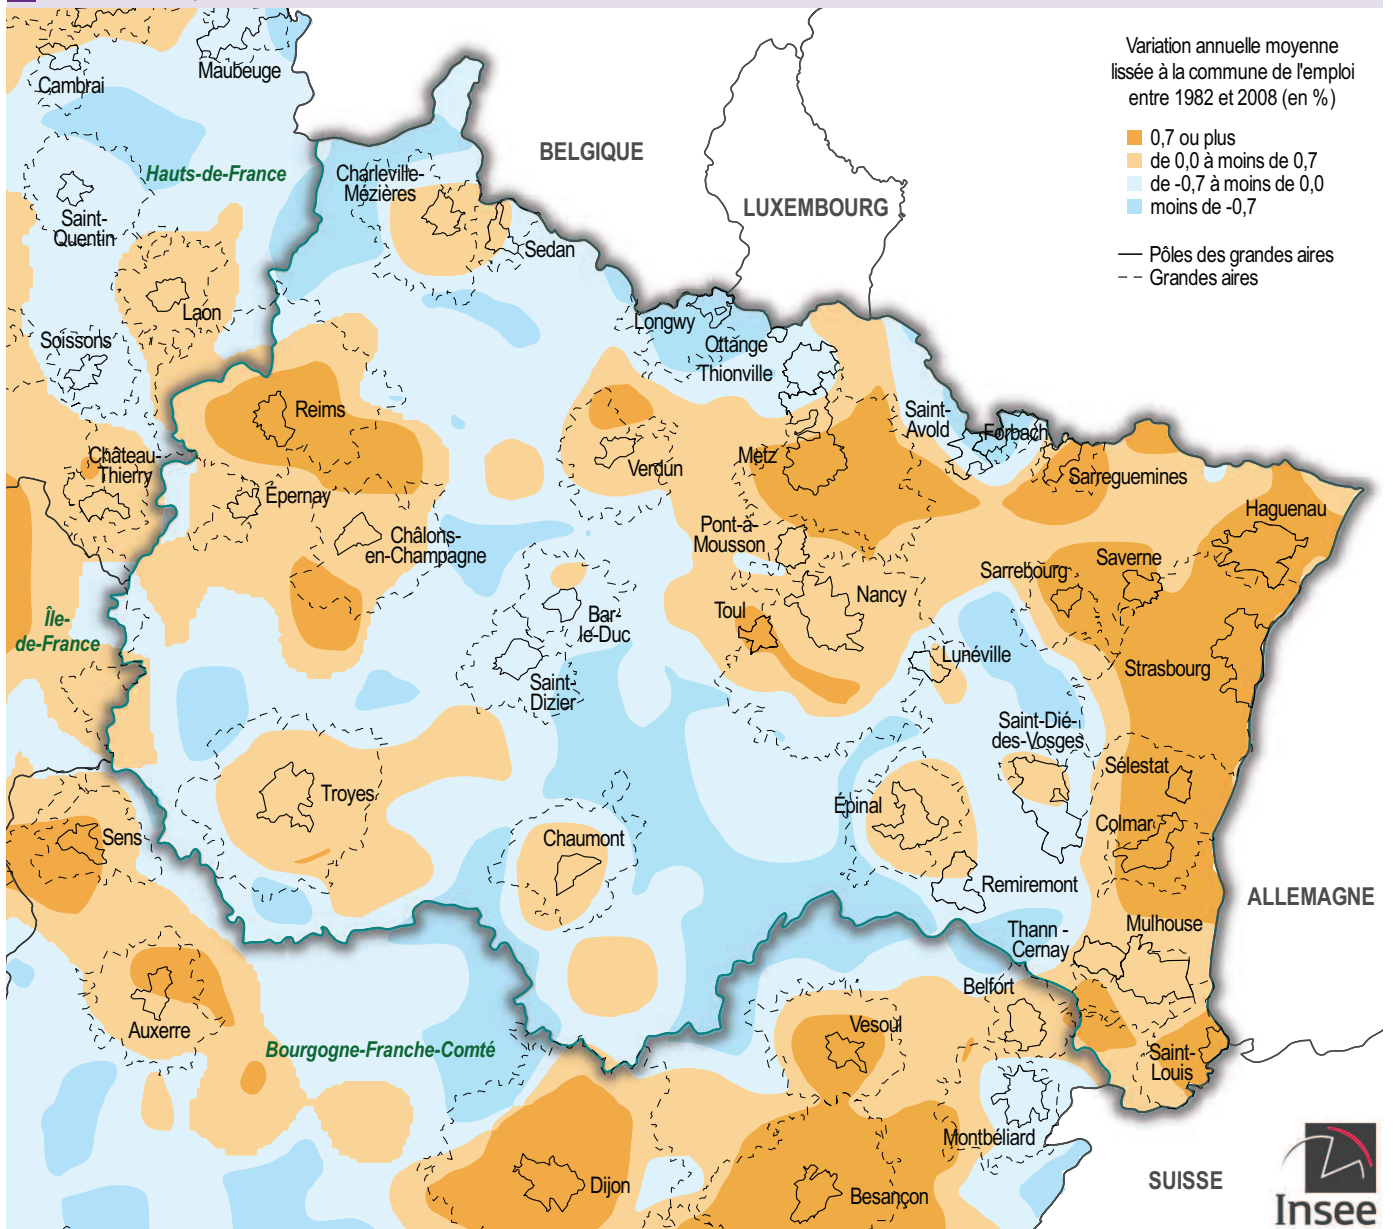 Variation annuelle moyenne
lissée à la commune de l'emploi
entre 1982 et 2008 (en %)
0,7 ou plus
de 0,0 à moins de 0,7
de -0,7 à moins de 0,0
moins de -0,7
Pôles des grandes aires
Grandes aires
Cambrai
Maubeuge
BELGIQUE
Hauts-de-France
Charleville-
Mézières
LUXEMBOURG
Saint-
Quentin
Sedan
Laon
Soissons
Longwy
Ottange
Thionville
Reims
Saint-
Avold
Forbach
Château-
Thierry
Verdun
Metz
Sarreguemines
Épernay
Haguenau
Châlons-
en-Champagne
Pont-à-
Mousson
Saverne
Sarrebourg
Nancy
Île-
de-France
Bar-
le-Duc
Toul
Lunéville
Strasbourg
Saint-
Dizier
Saint-Dié-
des-Vosges
Sélestat
Troyes
Épinal
Colmar
Sens
Chaumont
Remiremont
ALLEMAGNE
Thann -
Cernay
Mulhouse
Belfort
Auxerre
Vesoul
Bourgogne-Franche-Comté
Saint-
Louis
Montbéliard
SUISSE
Dijon
Besançon
Insee